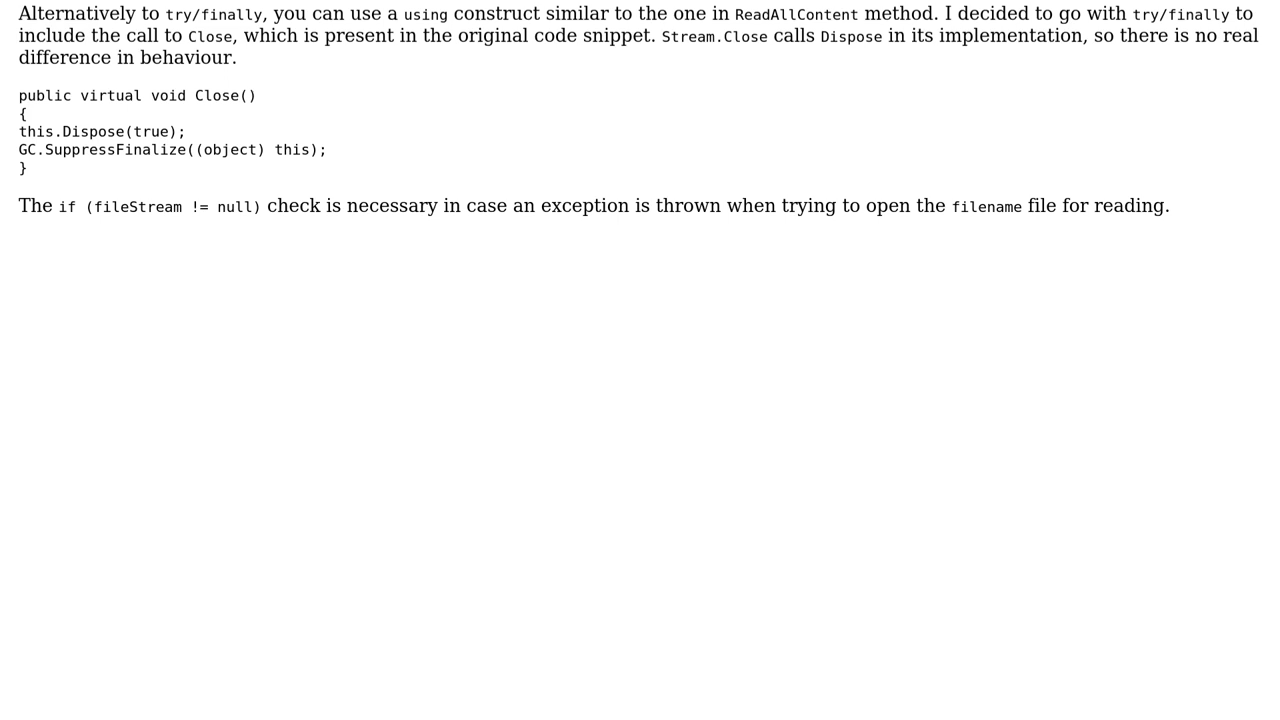 Alternatively to try/finally, you can use a using construct similar to the one in ReadAllContent method. I decided to go with try/finally to
include the call to Close, which is present in the original code snippet. Stream.Close calls Dispose in its implementation, so there is no real
difference in behaviour.
public virtual void Close()
{
this.Dispose(true);
GC.SuppressFinalize((object) this);
}
The if (fileStream != null) check is necessary in case an exception is thrown when trying to open the filename file for reading.